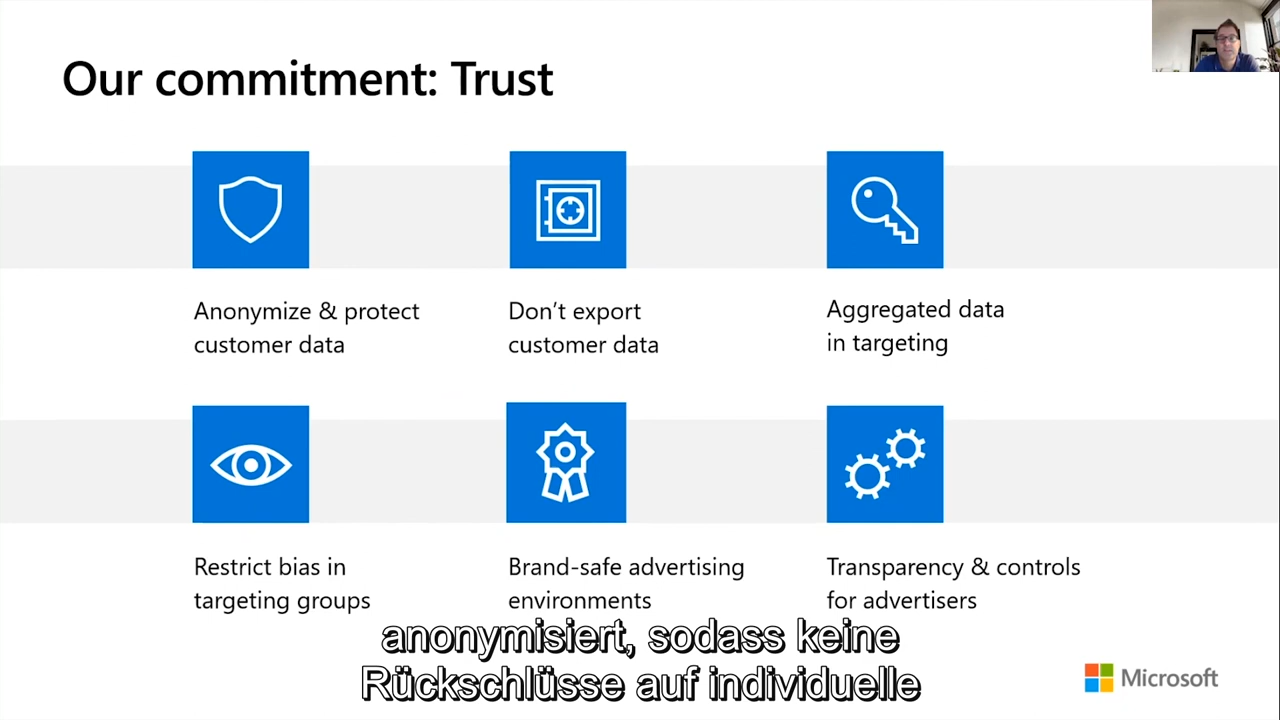 Our commitment: Trust
Anonymize & protect
customer data
Don't export
customer data
Aggregated data
in targeting
Restrict bias in
targeting groups
Brand-safe advertising
environments
Transparency & controls
for advertisers
anonymisiert, sodass keine
Rückschlüsse auf individuelle
Microsoft